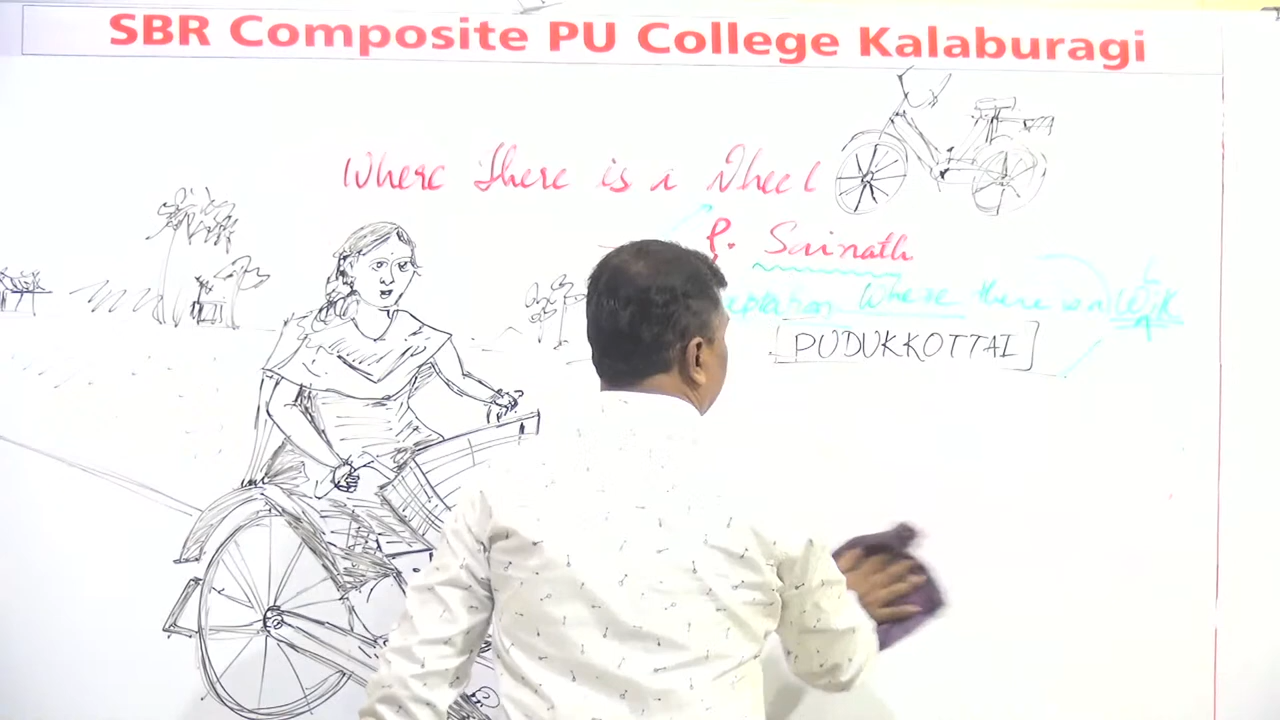 SBR Composite PU College Kalaburagi
Where there is a Wheel
P. Sainath
Where there is a
PUDUKKOTTAI